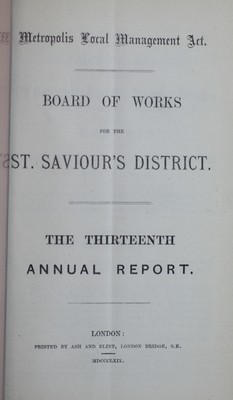 Metropolis Local Management Act.
BOARD OF WORKS
FOR THE
ST. SAVIOUR'S DISTRICT.
THE THIRTEENTH
ANNUAL REPORT.
LONDON:
PRINTED BY ASH AND FLINT, LONDON BRIDGE, S.E.
MDCCCLXIX.